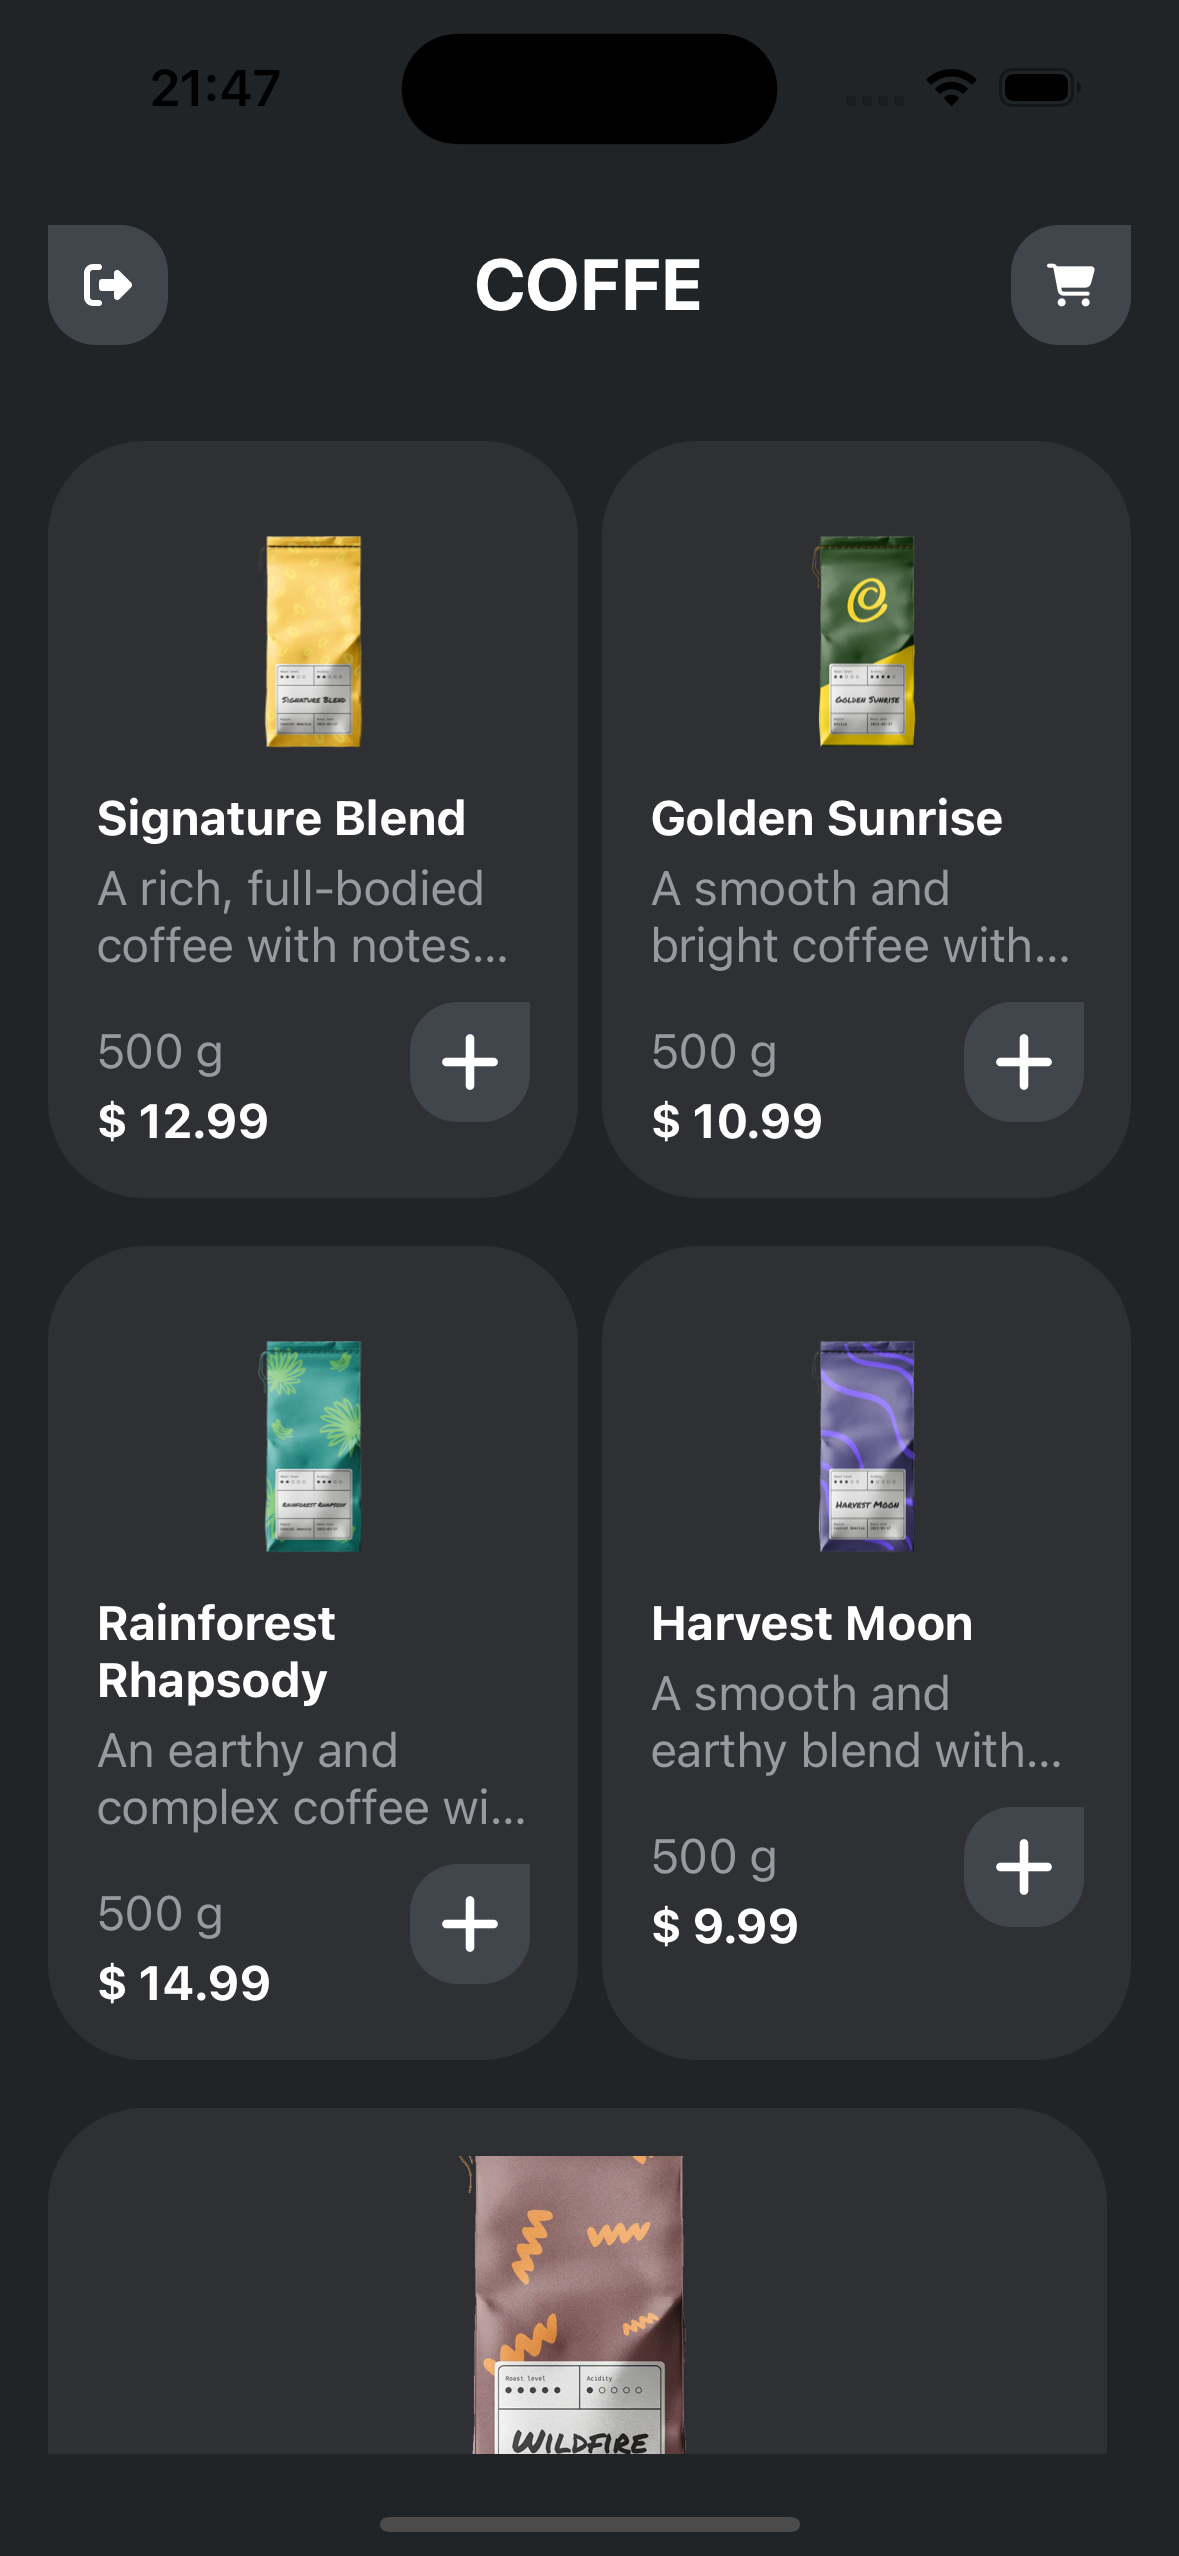 21:47
COFFE
Signature Blend
Golden Sunrise
Signature Blend
A rich, full-bodied
coffee with notes...
500 g
$ 12.99
Golden Sunrise
A smooth and
bright coffee with...
500 g
$ 10.99
Rainforest Rhapsody
Harvest Moon
Rainforest
Rhapsody
An earthy and
complex coffee wi...
500 g
$ 14.99
Harvest Moon
A smooth and
earthy blend with...
500 g
$ 9.99
Roast level
Acidity
Wildfire